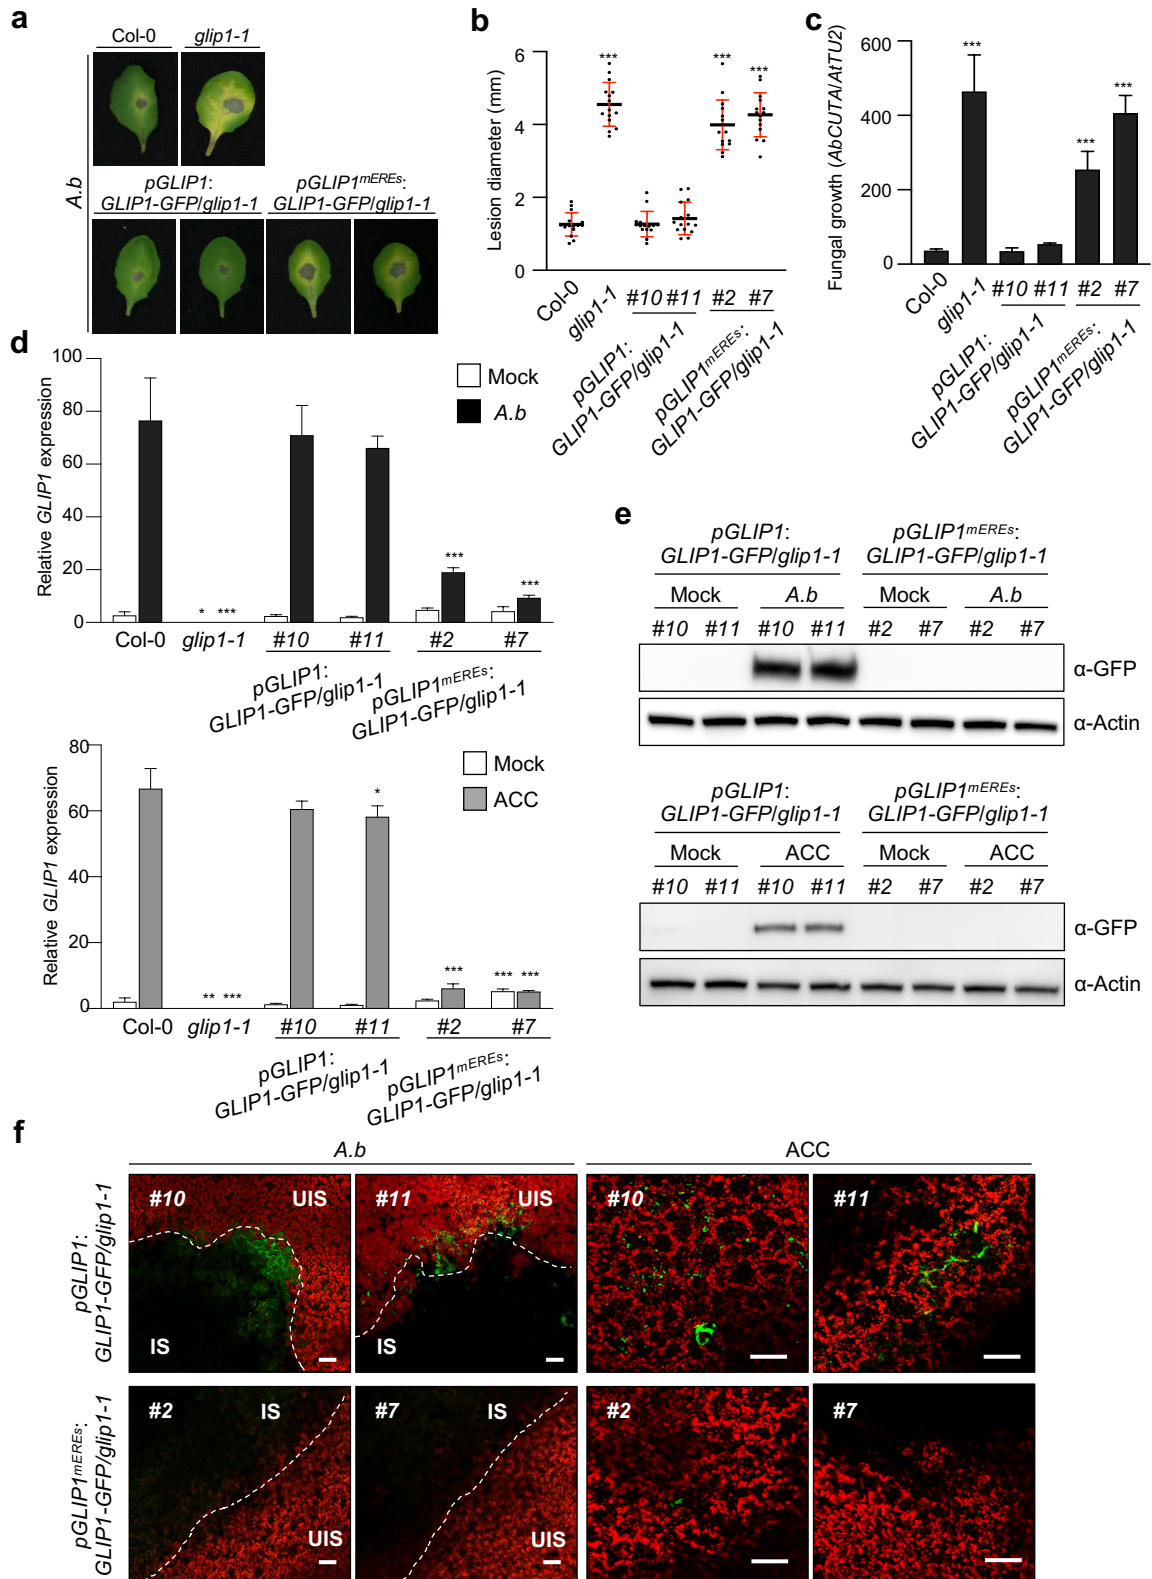 a
Col-0 glip1-1
A.b
pGLIP1: pGLIP1mEREs:
GLIP1-GFP/glip1-1 GLIP1-GFP/glip1-1
b
Lesion diameter (mm)
6
4
2
0
***
*** ***
Col-0 glip1-1 #10 #11 #2 #7
pGLIP1:
GLIP1-GFP/glip1-1
pGLIP1mEREs:
GLIP1-GFP/glip1-1
c
Fungal growth (AbCUTA/AtTU2)
600
400
200
0
***
***
***
Col-0 glip1-1 #10 #11 #2 #7
pGLIP1:
GLIP1-GFP/glip1-1
pGLIP1mEREs:
GLIP1-GFP/glip1-1
d
Relative GLIP1 expression
100
80
60
40
20
0
Mock
A.b
* *** *** ***
Col-0 glip1-1 #10 #11 #2 #7
pGLIP1:
GLIP1-GFP/glip1-1
pGLIP1mEREs:
GLIP1-GFP/glip1-1
Relative GLIP1 expression
80
60
40
20
0
Mock
ACC
*
** *** *** *** ***
Col-0 glip1-1 #10 #11 #2 #7
pGLIP1:
GLIP1-GFP/glip1-1
pGLIP1mEREs:
GLIP1-GFP/glip1-1
e
pGLIP1: pGLIP1mEREs:
GLIP1-GFP/glip1-1 GLIP1-GFP/glip1-1
Mock A.b Mock A.b
#10 #11 #10 #11 #2 #7 #2 #7
α-GFP
α-Actin
pGLIP1: pGLIP1mEREs:
GLIP1-GFP/glip1-1 GLIP1-GFP/glip1-1
Mock ACC Mock ACC
#10 #11 #10 #11 #2 #7 #2 #7
α-GFP
α-Actin
f
A.b ACC
pGLIP1:
GLIP1-GFP/glip1-1
#10 UIS #11 UIS #10 #11
IS IS
pGLIP1mEREs:
GLIP1-GFP/glip1-1
#2 IS #7 IS #2 #7
UIS UIS